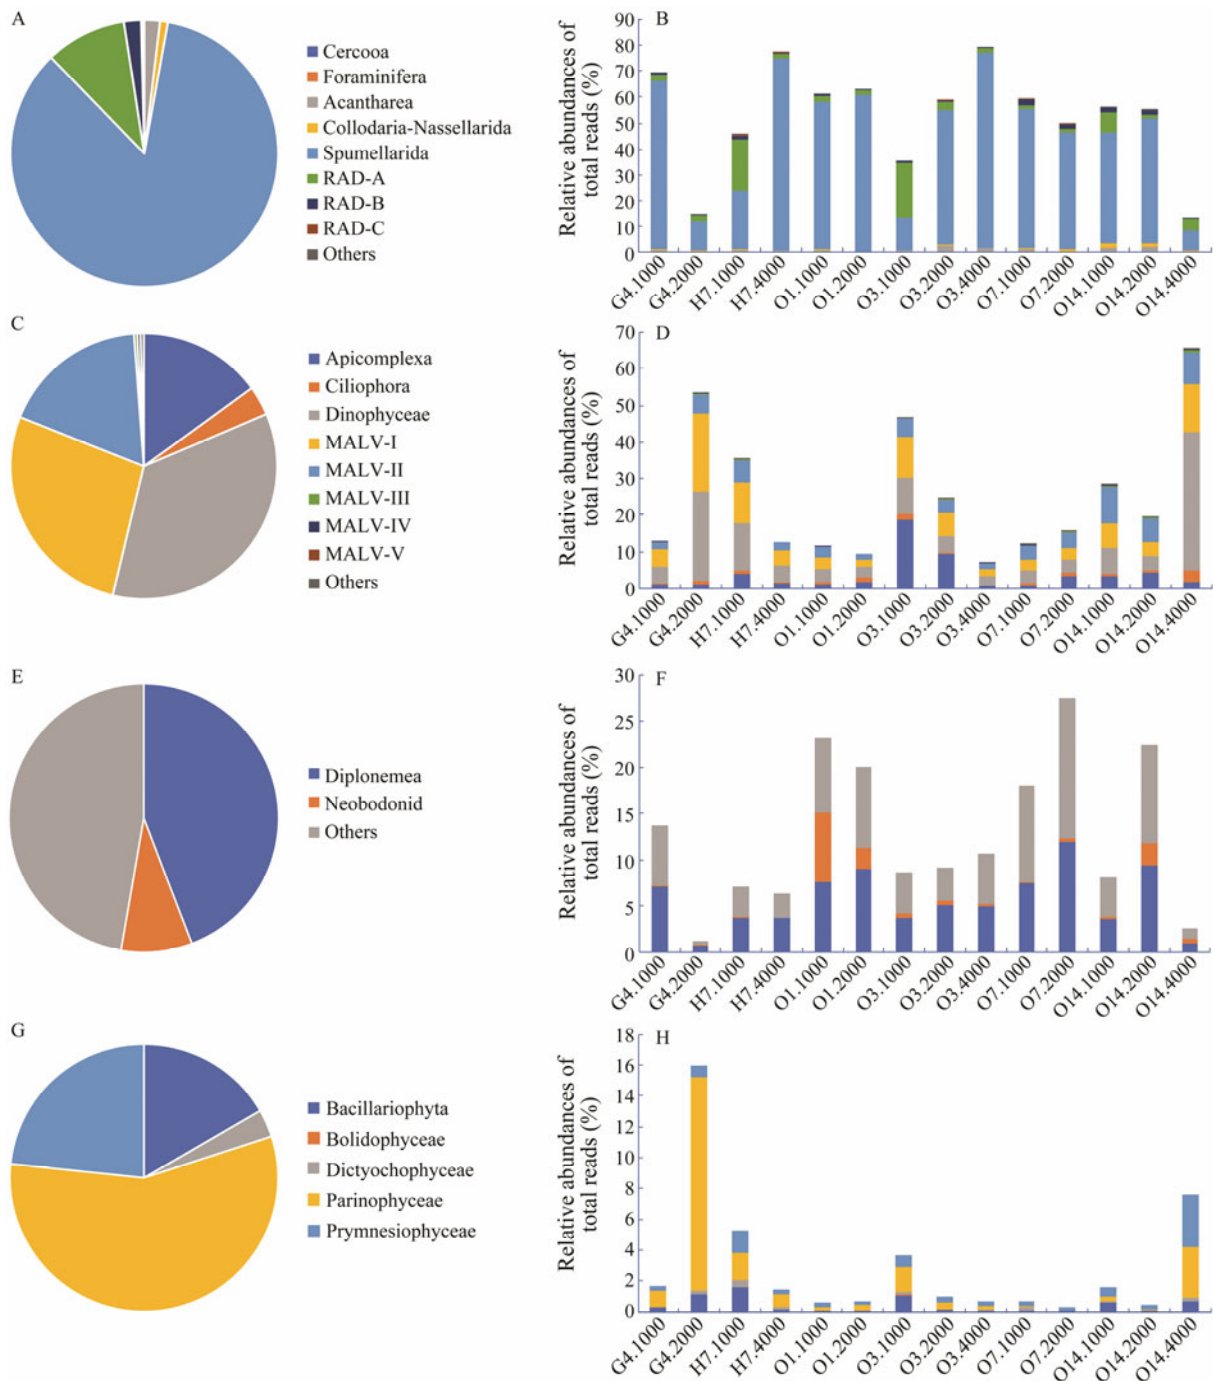 A
Cercooa
Foraminifera
Acantharea
Collodaria-Nassellarida
Spumellarida
RAD-A
RAD-B
RAD-C
Others
B
Relative abundances of
total reads (%)
90
80
70
60
50
40
30
20
10
0
G4.1000
G4.2000
H7.1000
H7.4000
O1.1000
O1.2000
O3.1000
O3.2000
O3.4000
O7.1000
O7.2000
O14.1000
O14.2000
O14.4000
C
Apicomplexa
Ciliophora
Dinophyceae
MALV-I
MALV-II
MALV-III
MALV-IV
MALV-V
Others
D
Relative abundances of
total reads (%)
70
60
50
40
30
20
10
0
G4.1000
G4.2000
H7.1000
H7.4000
O1.1000
O1.2000
O3.1000
O3.2000
O3.4000
O7.1000
O7.2000
O14.1000
O14.2000
O14.4000
E
Diplonemea
Neobodonid
Others
F
Relative abundances of
total reads (%)
30
25
20
15
10
5
0
G4.1000
G4.2000
H7.1000
H7.4000
O1.1000
O1.2000
O3.1000
O3.2000
O3.4000
O7.1000
O7.2000
O14.1000
O14.2000
O14.4000
G
Bacillariophyta
Bolidophyceae
Dictyochophyceae
Parinophyceae
Prymnesiophyceae
H
Relative abundances of
total reads (%)
18
16
14
12
10
8
6
4
2
0
G4.1000
G4.2000
H7.1000
H7.4000
O1.1000
O1.2000
O3.1000
O3.2000
O3.4000
O7.1000
O7.2000
O14.1000
O14.2000
O14.4000